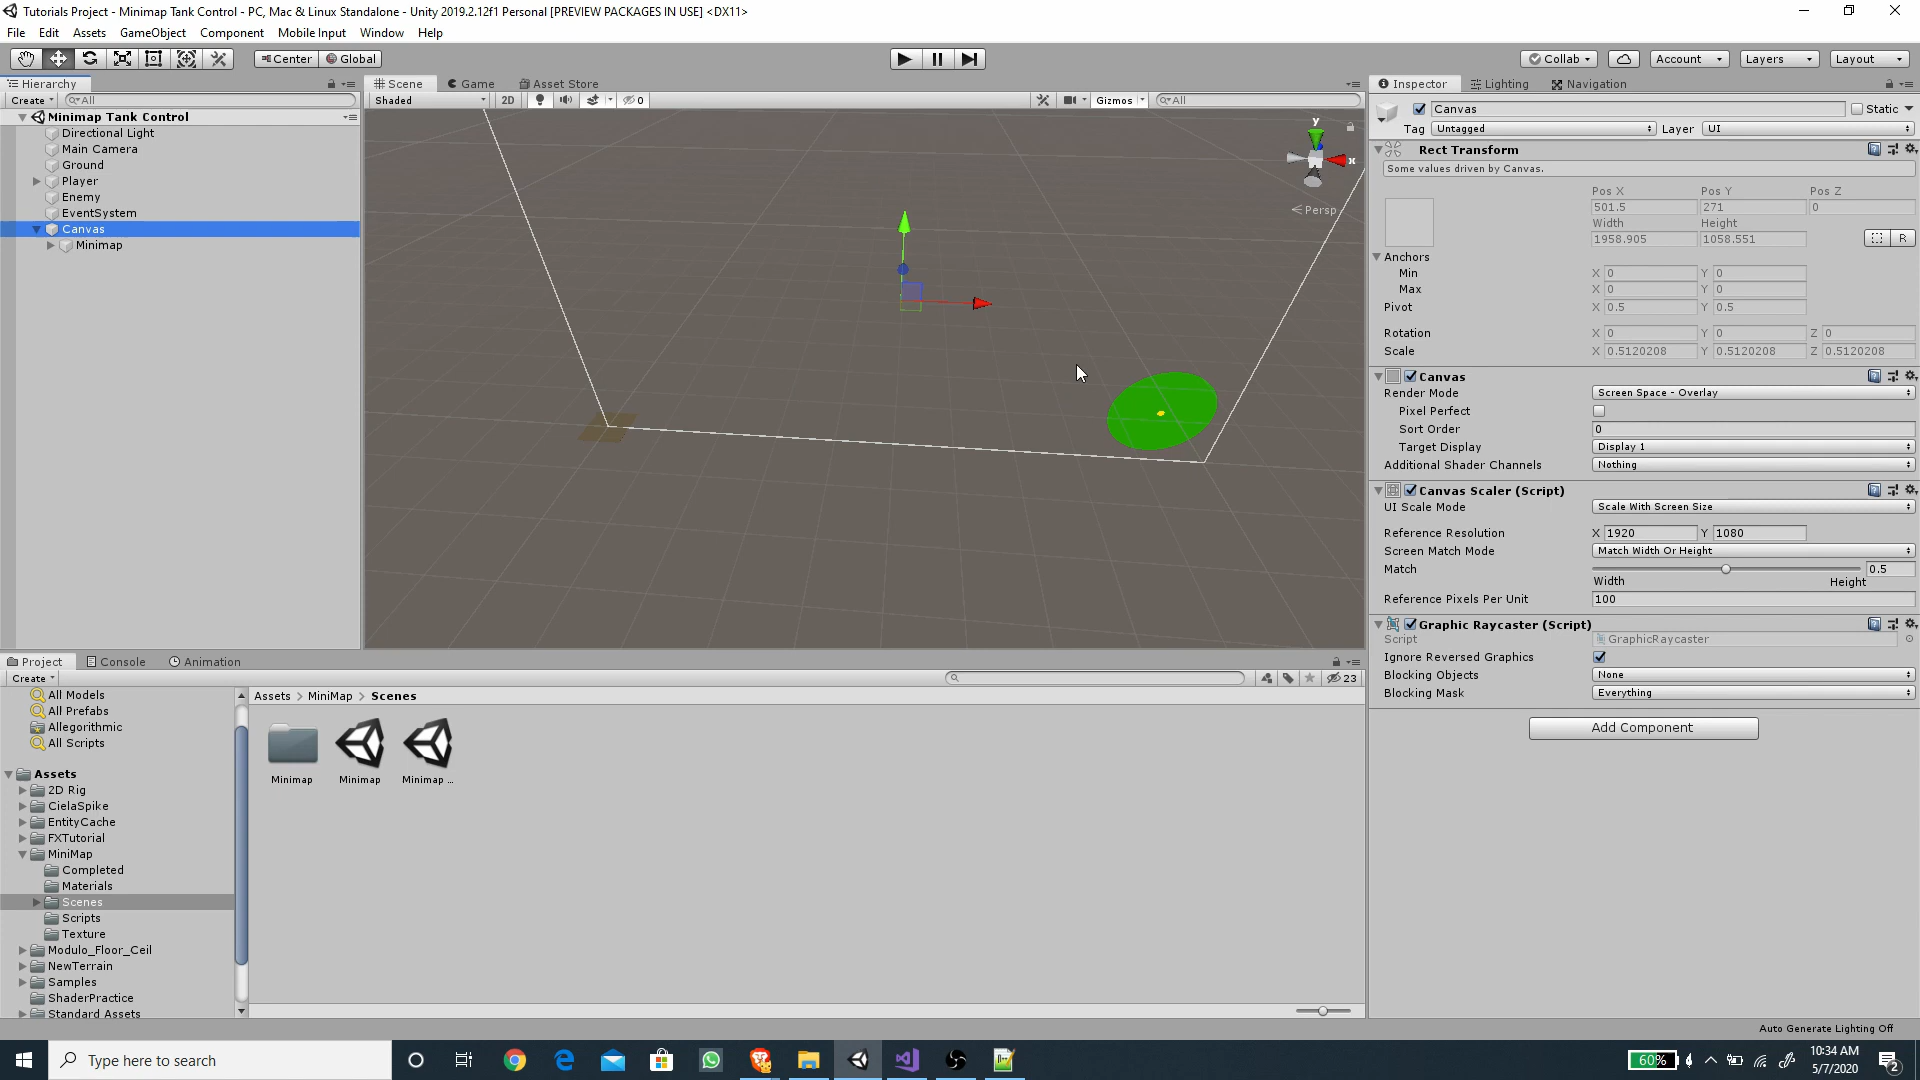 Tutorials Project - Minimap Tank Control - PC, Mac & Linux Standalone - Unity 2019.2.12f1 Personal [PREVIEW PACKAGES IN USE] <DX11>
File Edit Assets GameObject Component Mobile Input Window Help
Center Global Collab Account Layers Layout
Hierarchy
Create All
Minimap Tank Control
Directional Light
Main Camera
Ground
Player
Enemy
EventSystem
Canvas
Minimap
Scene Game Asset Store
Shaded 2D 0 Gizmos All
y
x
Persp
Inspector Lighting Navigation
Canvas Static
Tag Untagged Layer UI
Rect Transform
Some values driven by Canvas.
Pos X Pos Y Pos Z
501.5 271 0
Width Height
1958.905 1058.551 R
Anchors
Min X 0 Y 0
Max X 0 Y 0
Pivot X 0.5 Y 0.5
Rotation X 0 Y 0 Z 0
Scale X 0.5120208 Y 0.5120208 Z 0.5120208
Canvas
Render Mode Screen Space - Overlay
Pixel Perfect
Sort Order 0
Target Display Display 1
Additional Shader Channels Nothing
Canvas Scaler (Script)
UI Scale Mode Scale With Screen Size
Reference Resolution X 1920 Y 1080
Screen Match Mode Match Width Or Height
Match 0.5
Width Height
Reference Pixels Per Unit 100
Graphic Raycaster (Script)
Script GraphicRaycaster
Ignore Reversed Graphics
Blocking Objects None
Blocking Mask Everything
Add Component
Project Console Animation
Create 23
All Models
All Prefabs
Allegorithmic
All Scripts
Assets
2D Rig
CielaSpike
EntityCache
FXTutorial
MiniMap
Completed
Materials
Scenes
Scripts
Texture
Modulo_Floor_Ceil
NewTerrain
Samples
ShaderPractice
Standard Assets
Assets > MiniMap > Scenes
Minimap Minimap Minimap ...
Auto Generate Lighting Off
Type here to search
60%
10:34 AM
5/7/2020
2